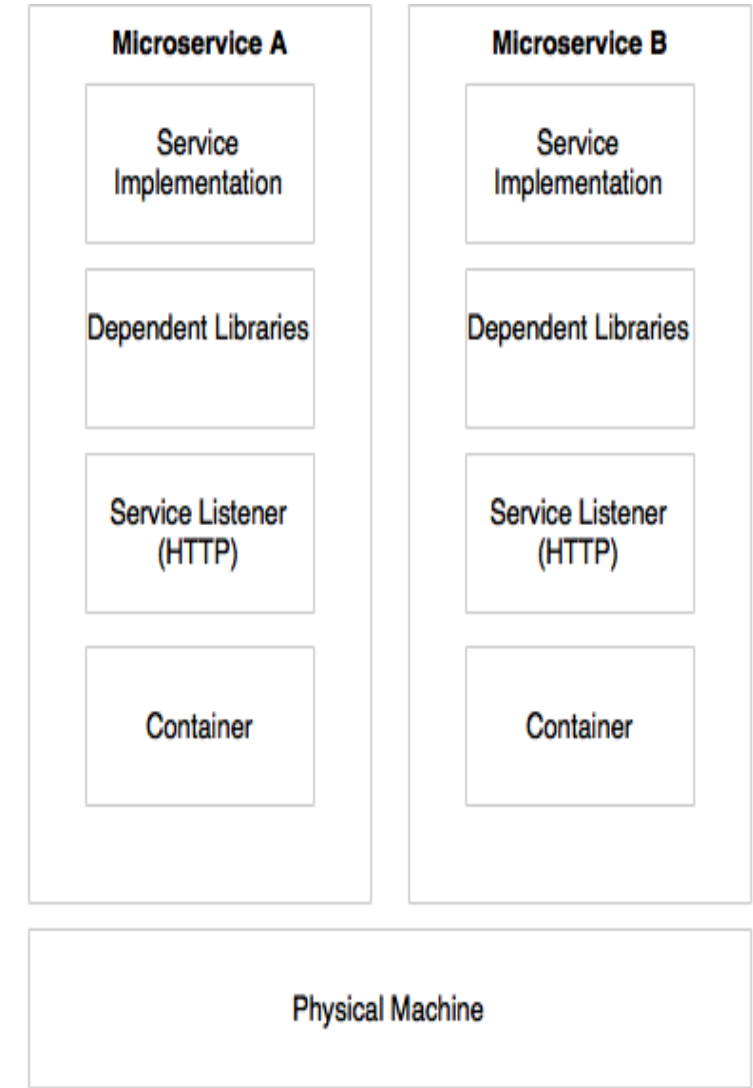 Microservice A
Service
Implementation
Dependent Libraries
Service Listener
(HTTP)
Container
Microservice B
Service
Implementation
Dependent Libraries
Service Listener
(HTTP)
Container
Physical Machine